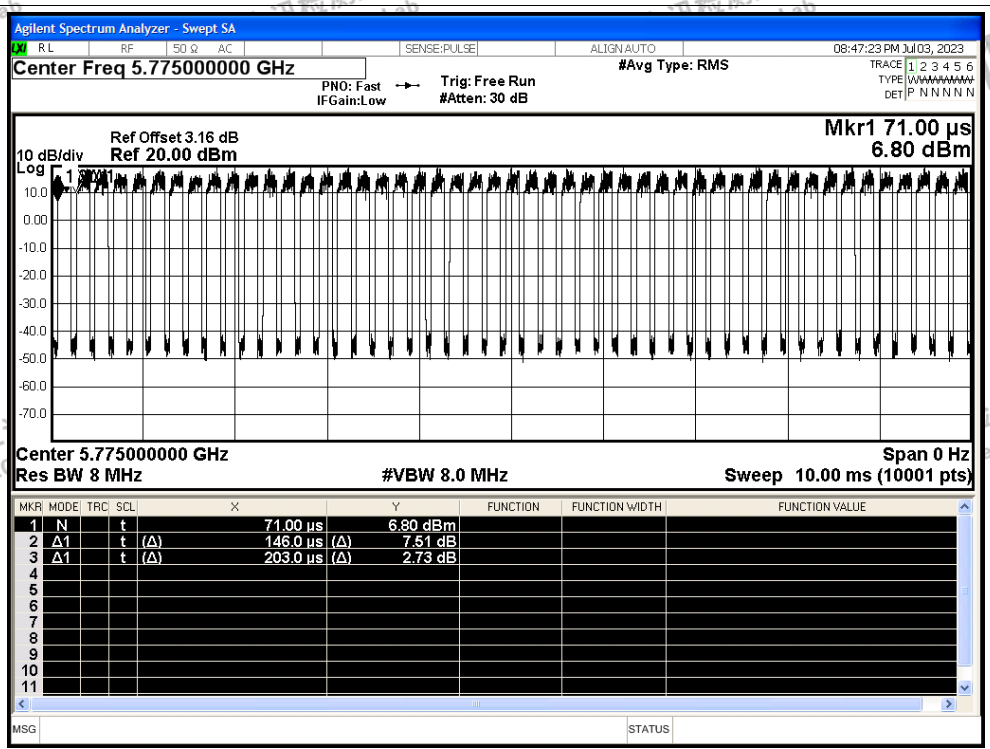 Agilent Spectrum Analyzer - Swept SA
LXI RL RF 50 Ω AC SENSE:PULSE ALIGN AUTO 08:47:23 PM Jul 03, 2023
Center Freq 5.775000000 GHz #Avg Type: RMS TRACE 1 2 3 4 5 6
PNO: Fast Trig: Free Run TYPE WWWWWW
IFGain:Low #Atten: 30 dB DET P N N N N N
Mkr1 71.00 µs
Ref Offset 3.16 dB
10 dB/div Ref 20.00 dBm 6.80 dBm
Log
1
10.0
0.00
-10.0
-20.0
-30.0
-40.0
-50.0
-60.0
-70.0
Center 5.775000000 GHz Span 0 Hz
Res BW 8 MHz #VBW 8.0 MHz Sweep 10.00 ms (10001 pts)
MKR MODE TRC SCL X Y FUNCTION FUNCTION WIDTH FUNCTION VALUE
1 N t 71.00 µs 6.80 dBm
2 Δ1 t (Δ) 146.0 µs (Δ) 7.51 dB
3 Δ1 t (Δ) 203.0 µs (Δ) 2.73 dB
4
5
6
7
8
9
10
11
MSG STATUS